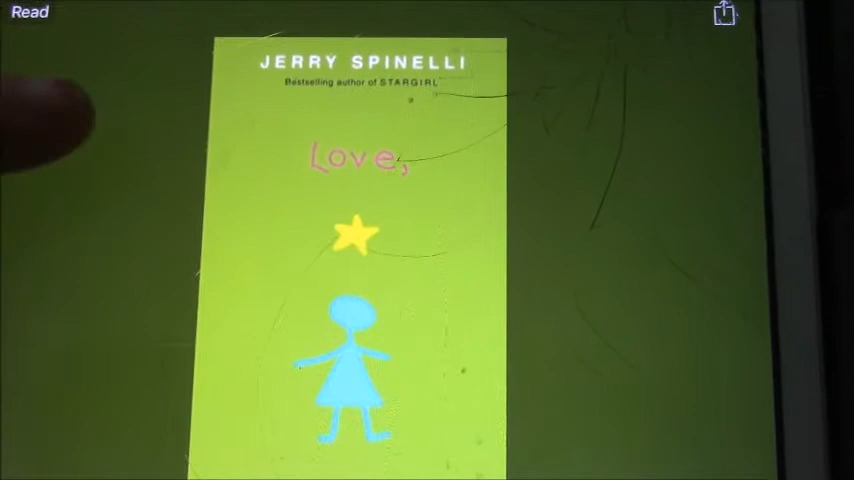 Read
JERRY SPINELLI
Bestselling author of STARGIRL
Love,